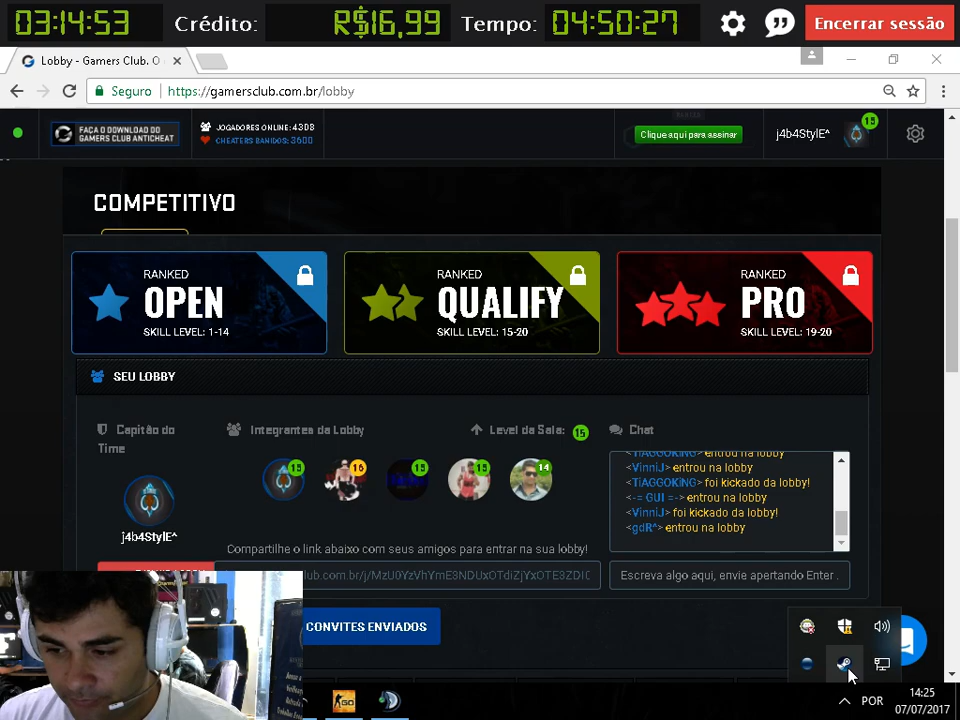 03:14:53 Crédito: R$16,99 Tempo: 04:50:27 Encerrar sessão
Lobby - Gamers Club. O
Seguro https://gamersclub.com.br/lobby
FAÇA O DOWNLOAD DO
GAMERS CLUB ANTICHEAT
JOGADORES ONLINE: 4308
CHEATERS BANIDOS: 3600
Clique aqui para assinar
j4b4StylE^ 15
COMPETITIVO
RANKED
OPEN
SKILL LEVEL: 1-14
RANKED
QUALIFY
SKILL LEVEL: 15-20
RANKED
PRO
SKILL LEVEL: 19-20
SEU LOBBY
Capitão do
Time
j4b4StylE^
Integrantes da Lobby
Level da Sala: 15
15 16 15 15 14
Chat
<TiAGGOKiNG> entrou na lobby
<VinniJ> entrou na lobby
<TiAGGOKiNG> foi kickado da lobby!
<-= GUI =-> entrou na lobby
<VinniJ> foi kickado da lobby!
<gdR^> entrou na lobby
Compartilhe o link abaixo com seus amigos para entrar na sua lobby!
Escreva algo aqui, envie apertando Enter
CONVITES ENVIADOS
GO
POR
14:25
07/07/2017